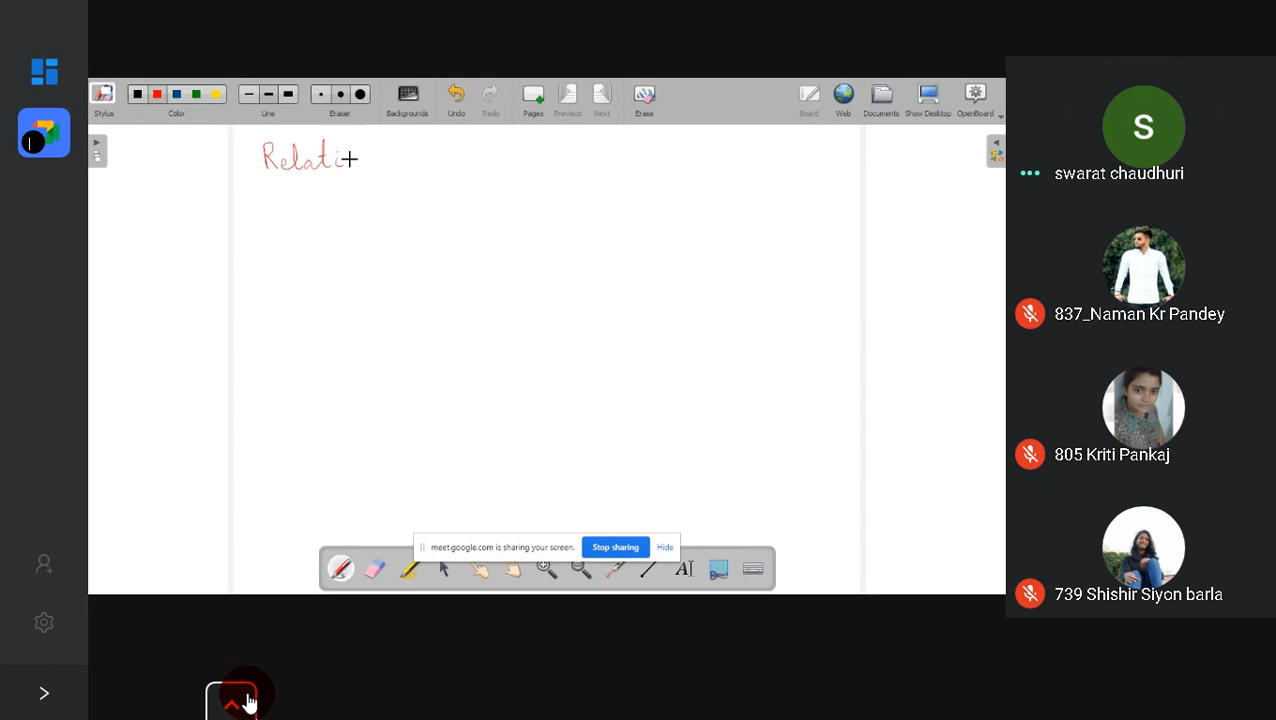 Stylus
Color
Line
Eraser
Backgrounds
Undo
Redo
Pages
Previous
Next
Erase
Board
Web
Documents
Show Desktop
OpenBoard
Relati
S
swarat chaudhuri
837_Naman Kr Pandey
805 Kriti Pankaj
739 Shishir Siyon barla
meet.google.com is sharing your screen.
Stop sharing
Hide
AI